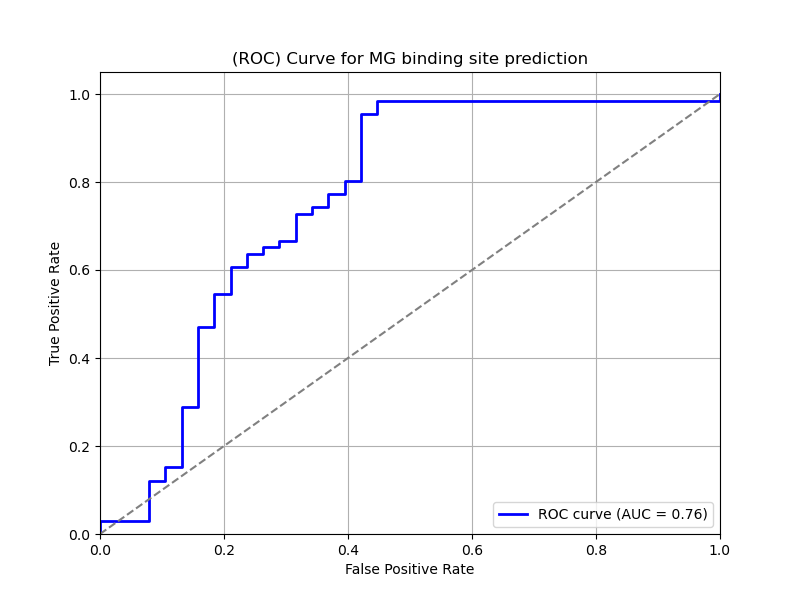 (ROC) Curve for MG binding site prediction
True Positive Rate
1.0
0.8
0.6
0.4
0.2
0.0
0.0 0.2 0.4 0.6 0.8 1.0
False Positive Rate
ROC curve (AUC = 0.76)